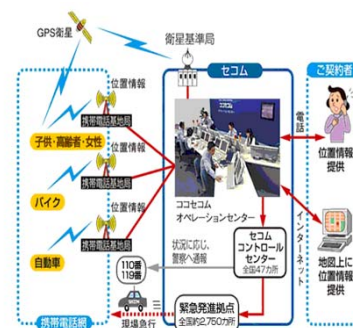 GPS衛星
衛星基準局
セコム
ご契約者
位置情報
携帯電話基地局
子供・高齢者・女性
位置情報
携帯電話基地局
バイク
位置情報
携帯電話基地局
自動車
携帯電話網
ココセコム
オペレーションセンター
電話
位置情報
提供
インターネット
地図上に
位置情報
提供
状況に応じ、
警察へ通報
110番
119番
セコム
コントロール
センター
全国47カ所
緊急発進拠点
全国約2,750カ所
現場急行